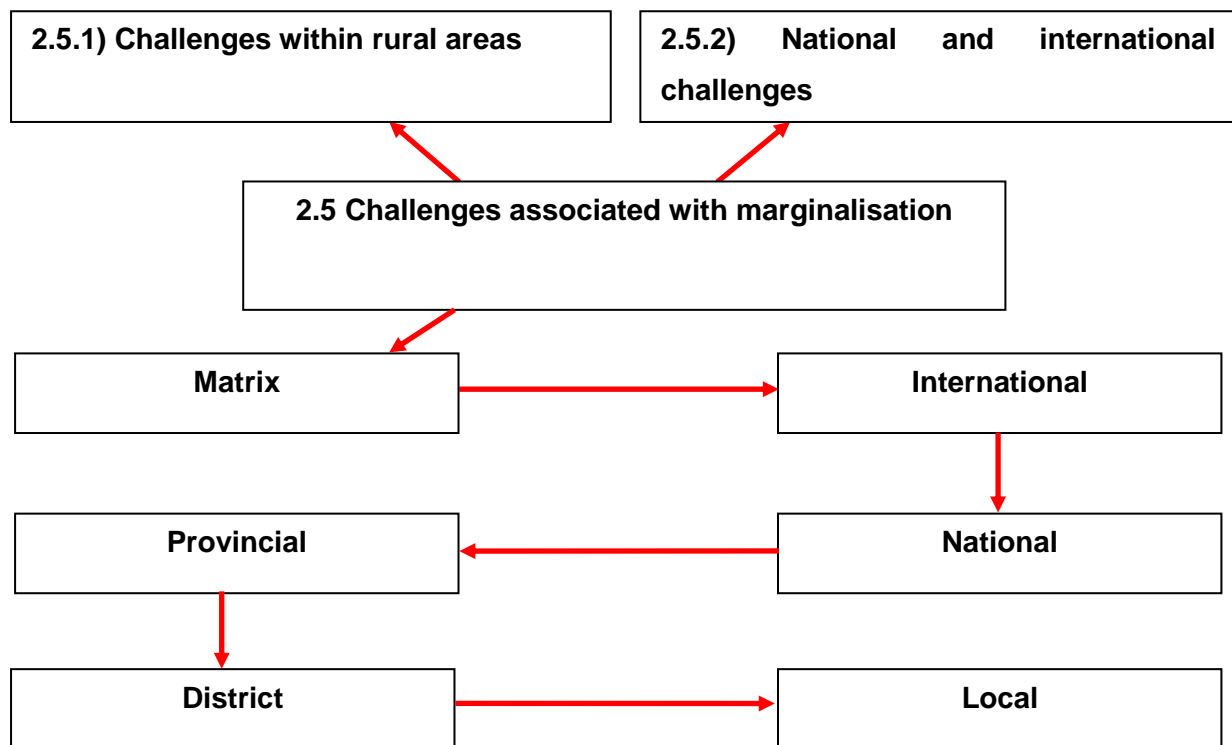 2.5.1) Challenges within rural areas
2.5.2) National and international
challenges
2.5 Challenges associated with marginalisation
Matrix
International
Provincial
National
District
Local